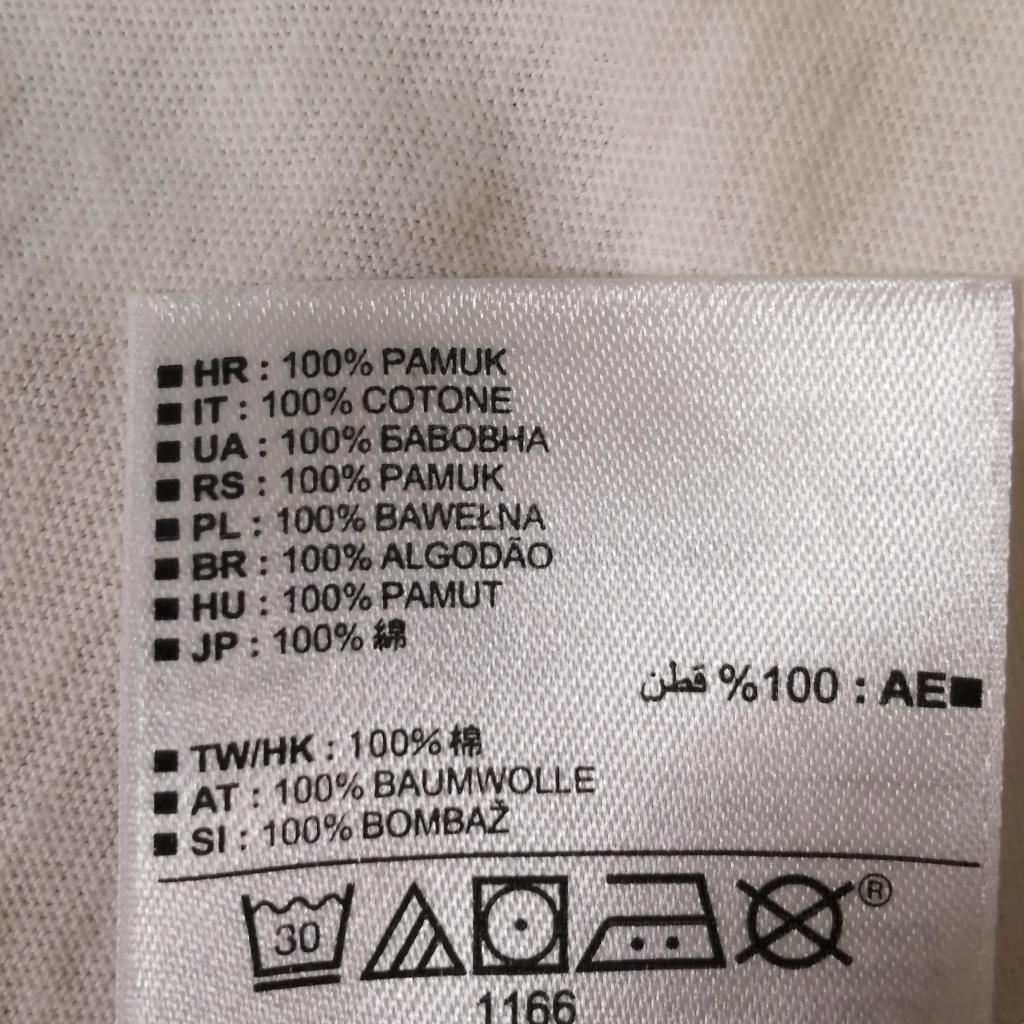 ■ HR : 100% PAMUK
■ IT : 100% COTONE
■ UA : 100% БАВОВНА
■ RS : 100% PAMUK
■ PL : 100% BAWEŁNA
■ BR : 100% ALGODÃO
■ HU : 100% PAMUT
■ JP : 100% 綿
■AE : 100% قطن
■ TW/HK : 100% 棉
■ AT : 100% BAUMWOLLE
■ SI : 100% BOMBAŽ
30 ®
1166